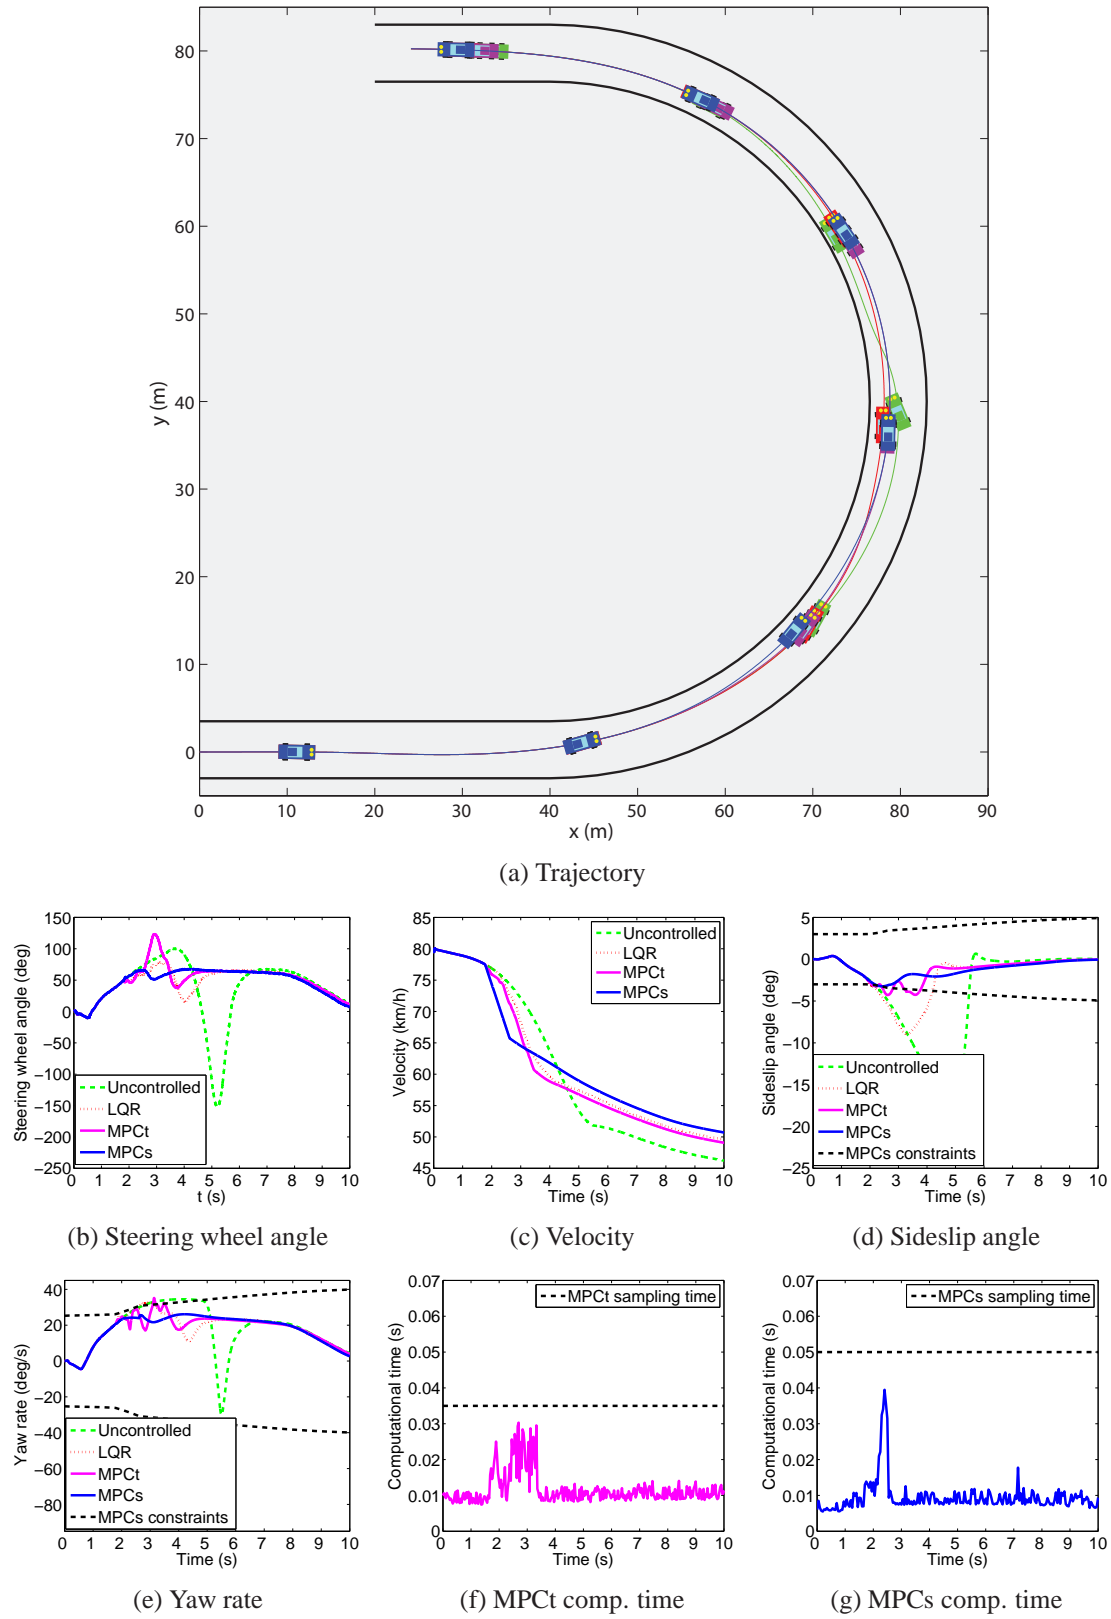 80
70
60
50
40
30
20
10
0
y (m)
0 10 20 30 40 50 60 70 80 90
x (m)
(a) Trajectory
150
100
50
0
−50
−100
−150
−200
−250
Steering wheel angle (deg)
Uncontrolled
LQR
MPCt
MPCs
0 1 2 3 4 5 6 7 8 9 10
t (s)
(b) Steering wheel angle
85
80
75
70
65
60
55
50
45
Velocity (km/h)
Uncontrolled
LQR
MPCt
MPCs
0 1 2 3 4 5 6 7 8 9 10
Time (s)
(c) Velocity
5
0
−5
−10
−15
−20
−25
Sideslip angle (deg)
Uncontrolled
LQR
MPCt
MPCs
MPCs constraints
0 1 2 3 4 5 6 7 8 9 10
Time (s)
(d) Sideslip angle
40
20
0
−20
−40
−60
−80
Yaw rate (deg/s)
Uncontrolled
LQR
MPCt
MPCs
MPCs constraints
0 1 2 3 4 5 6 7 8 9 10
Time (s)
(e) Yaw rate
0.07
0.06
0.05
0.04
0.03
0.02
0.01
0
Computational time (s)
MPCt sampling time
0 1 2 3 4 5 6 7 8 9 10
Time (s)
(f) MPCt comp. time
0.07
0.06
0.05
0.04
0.03
0.02
0.01
0
Computational time (s)
MPCs sampling time
0 1 2 3 4 5 6 7 8 9 10
Time (s)
(g) MPCs comp. time